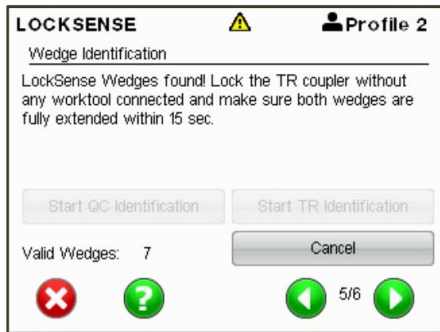 LOCKSENSE Profile 2
Wedge Identification
LockSense Wedges found! Lock the TR coupler without
any worktool connected and make sure both wedges are
fully extended within 15 sec.
Start QC Identification Start TR Identification
Valid Wedges: 7 Cancel
? 5/6